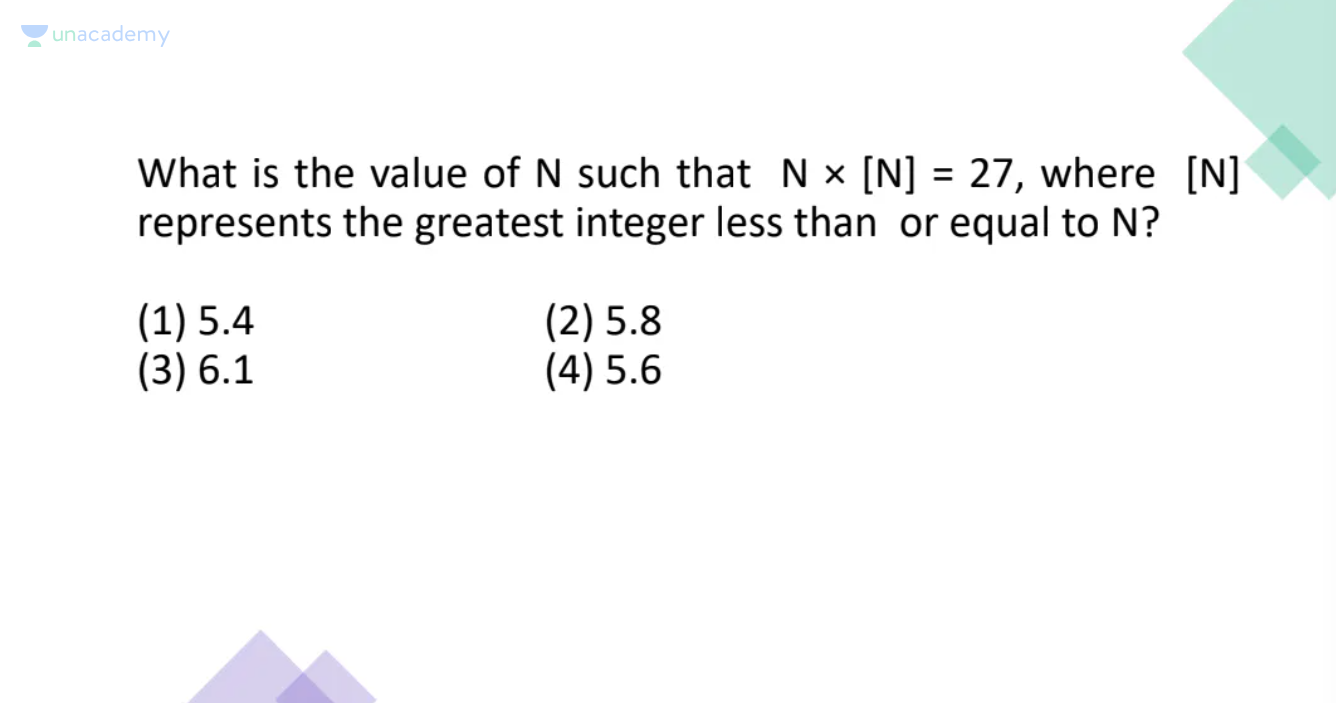 unacademy
What is the value of N such that N × [N] = 27, where [N]
represents the greatest integer less than or equal to N?
(1) 5.4 (2) 5.8
(3) 6.1 (4) 5.6